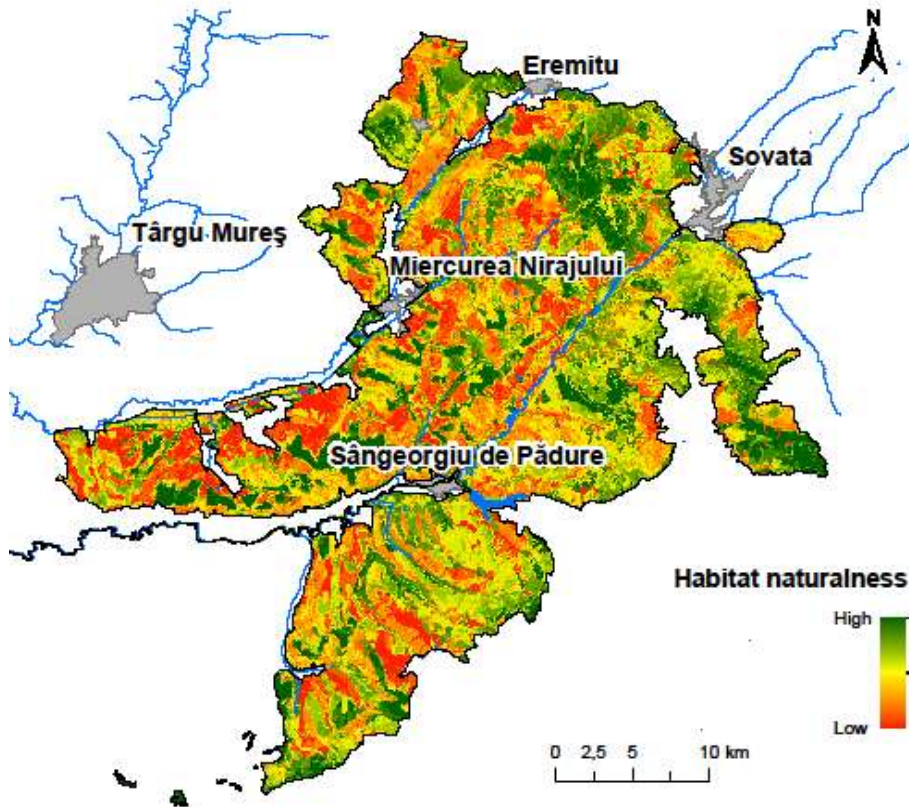 N
Eremitu
Sovata
Târgu Mureş
Miercurea Nirajului
Sângeorgiu de Pădure
Habitat naturalness
High
Low
0 2,5 5 10 km